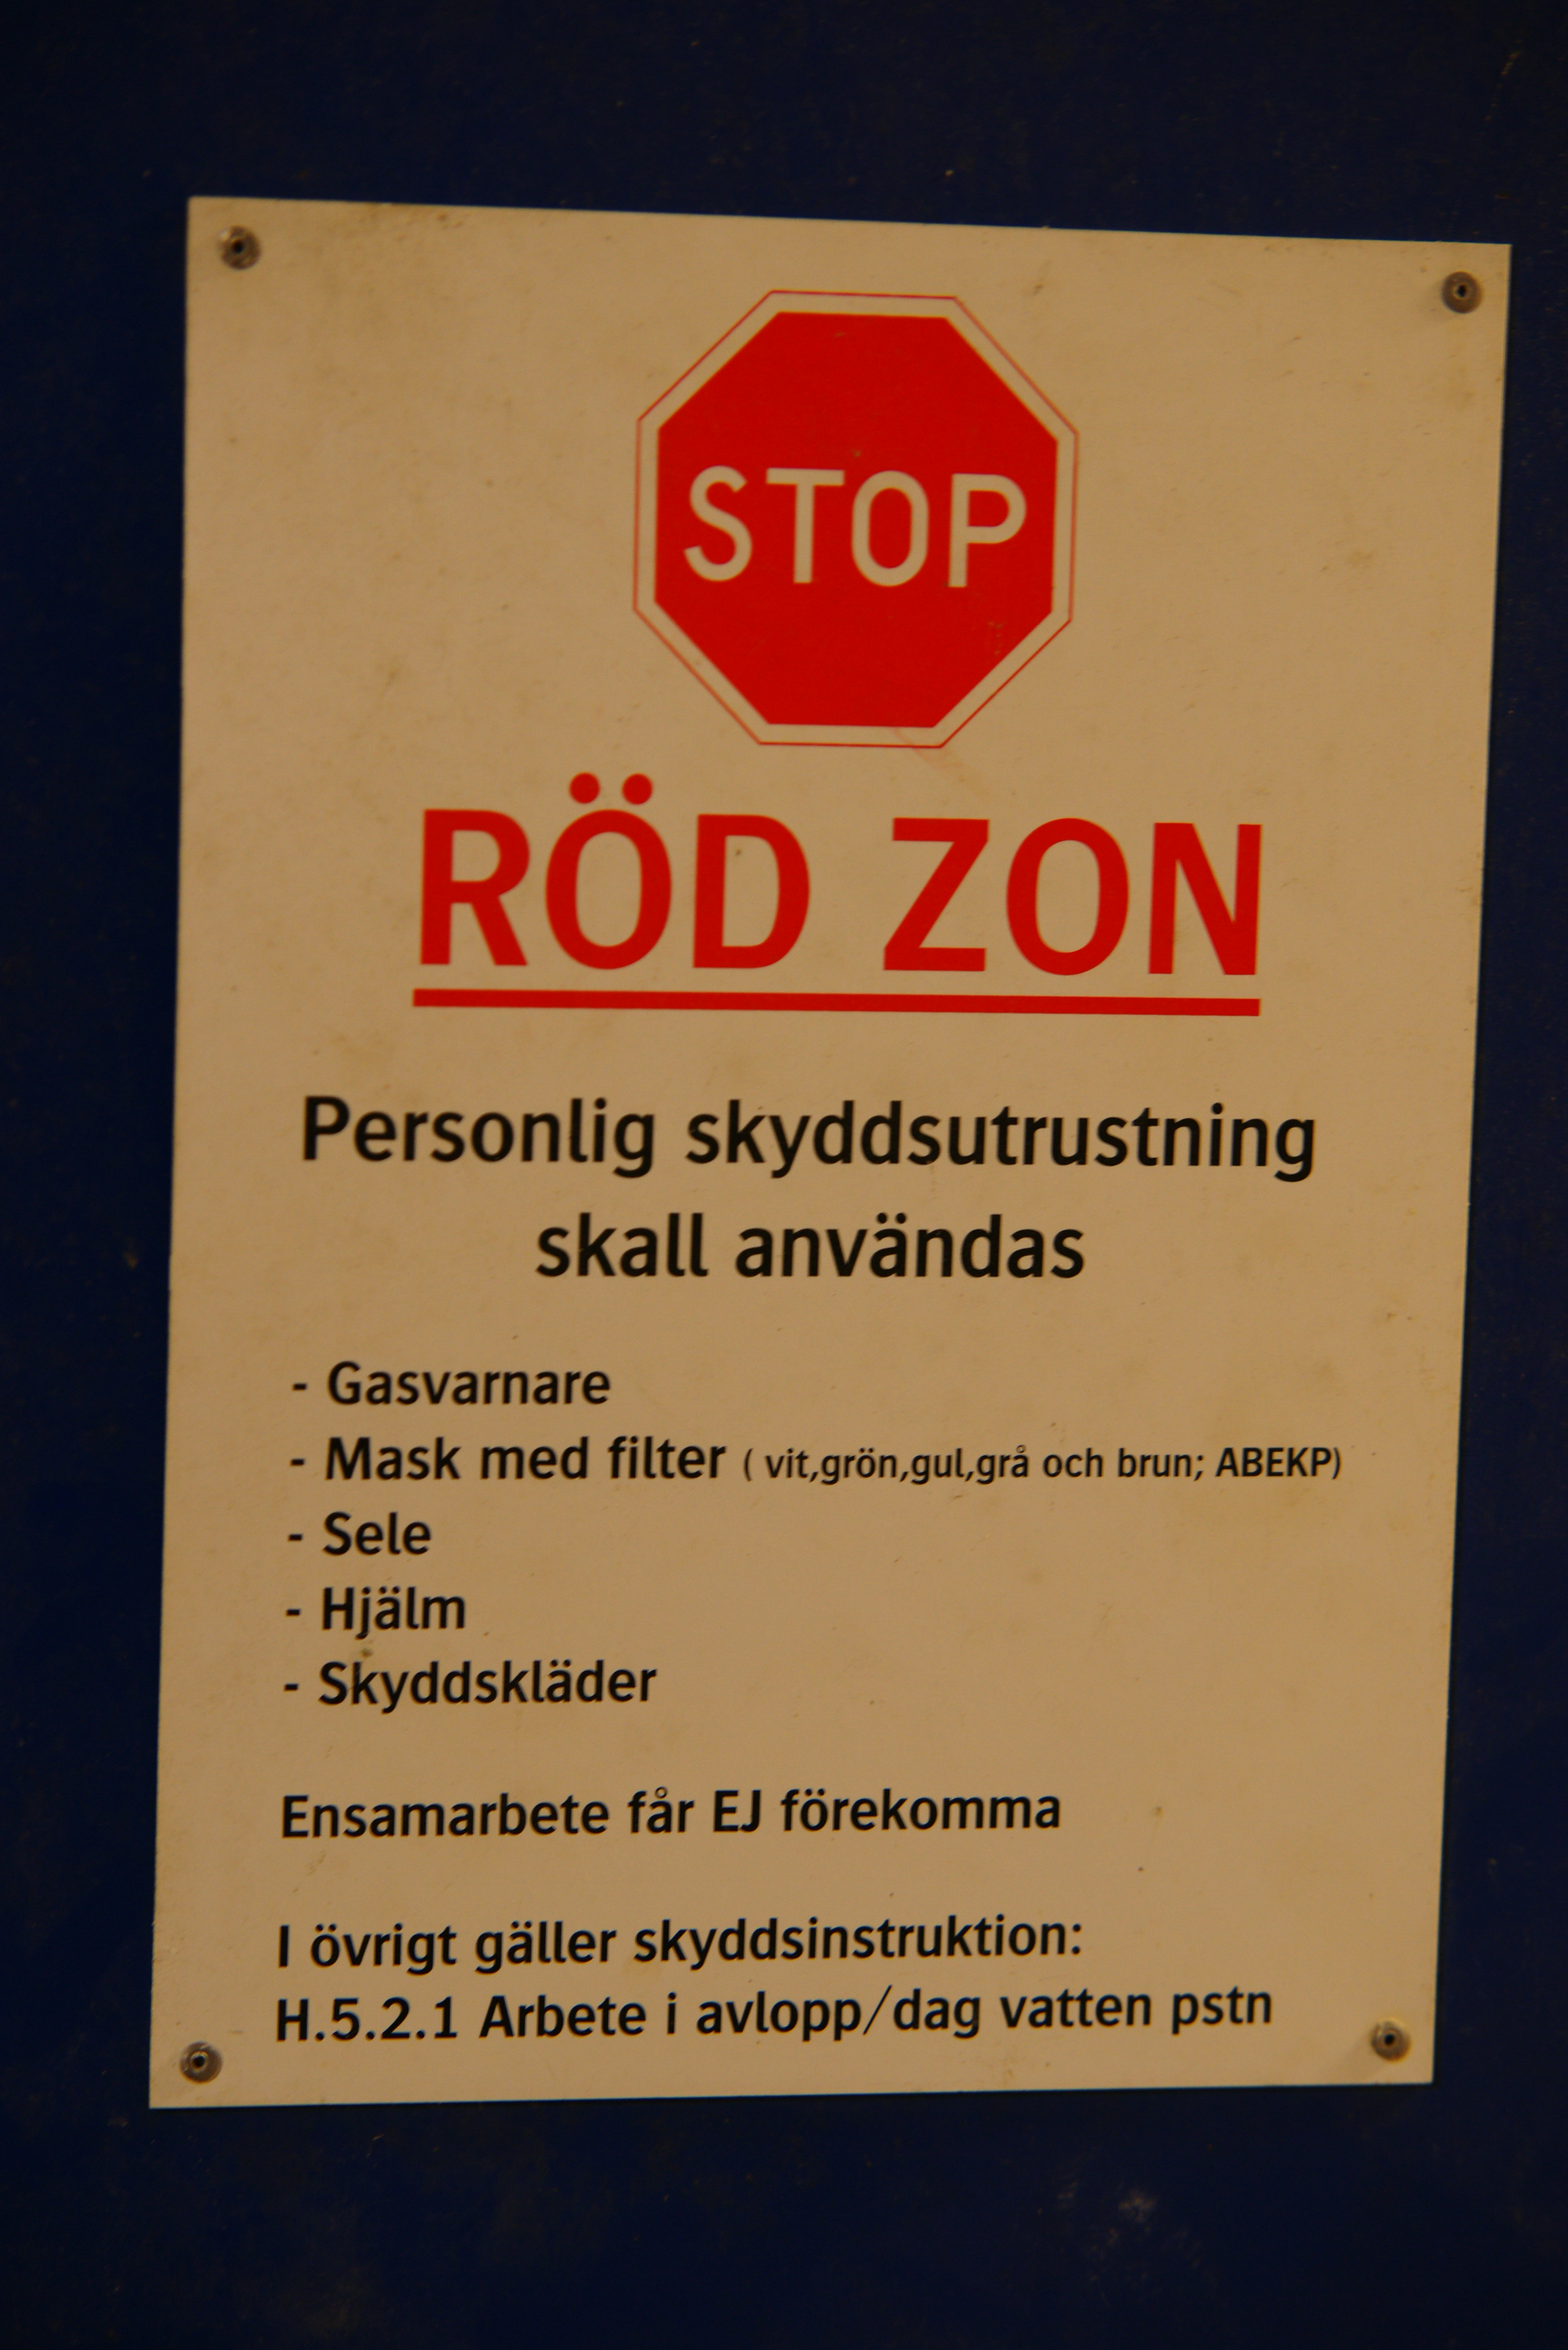 STOP
RÖD ZON
Personlig skyddsutrustning
skall användas
- Gasvarnare
- Mask med filter ( vit,grön,gul,grå och brun; ABEKP)
- Sele
- Hjälm
- Skyddskläder
Ensamarbete får EJ förekomma
I övrigt gäller skyddsinstruktion:
H.5.2.1 Arbete i avlopp/dag vatten pstn